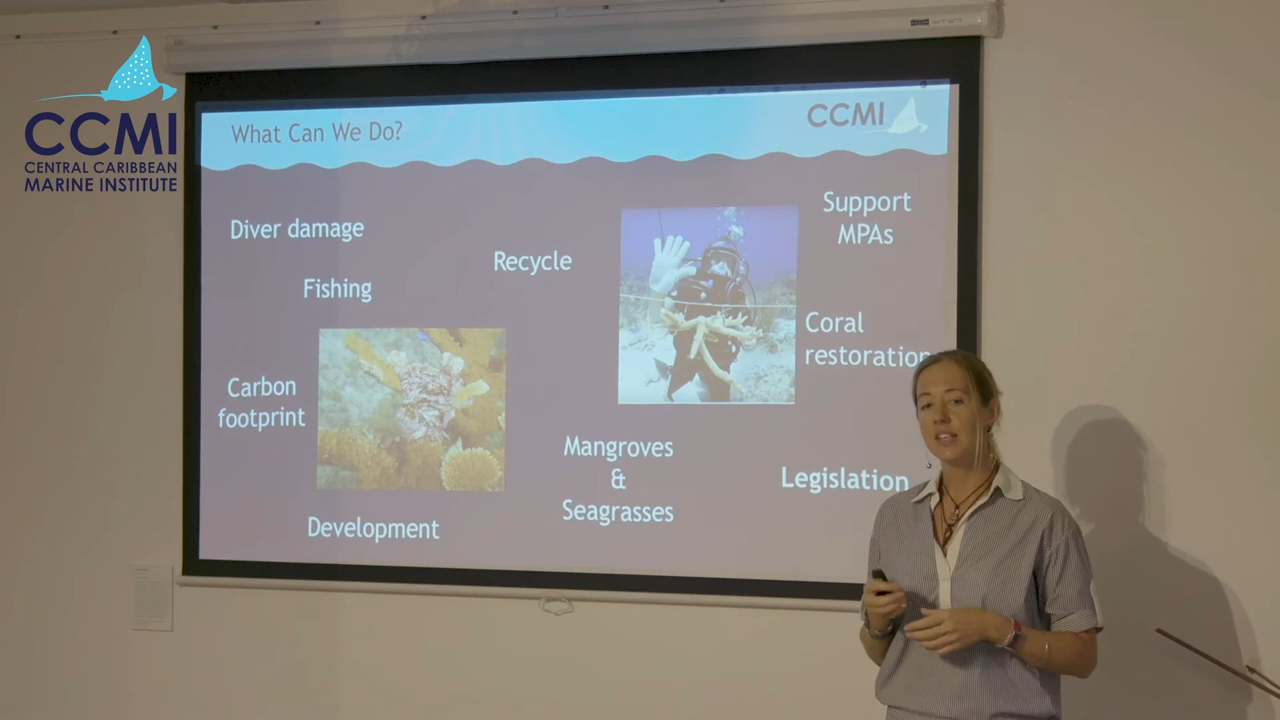 CCMI
CENTRAL CARIBBEAN
MARINE INSTITUTE
What Can We Do?
CCMI
Diver damage
Fishing
Recycle
Support
MPAs
Coral
restoration
Carbon
footprint
Mangroves
&
Seagrasses
Legislation
Development